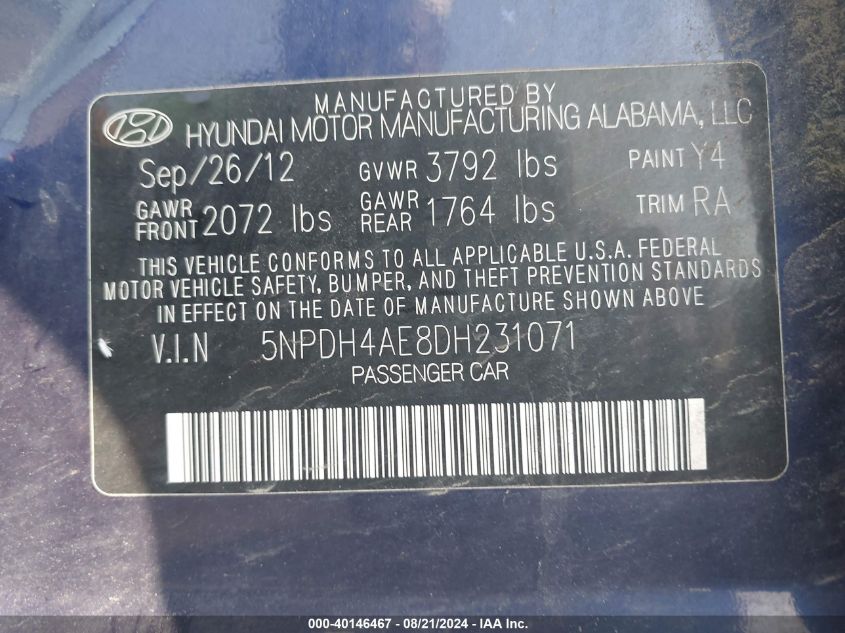 MANUFACTURED BY
HYUNDAI MOTOR MANUFACTURING ALABAMA, LLC
Sep/26/12 GVWR 3792 lbs PAINT Y4
GAWR FRONT 2072 lbs GAWR REAR 1764 lbs TRIM RA
THIS VEHICLE CONFORMS TO ALL APPLICABLE U.S.A. FEDERAL
MOTOR VEHICLE SAFETY, BUMPER, AND THEFT PREVENTION STANDARDS
IN EFFECT ON THE DATE OF MANUFACTURE SHOWN ABOVE
V.I.N 5NPDH4AE8DH231071
PASSENGER CAR
000-40146467 - 08/21/2024 - IAA Inc.